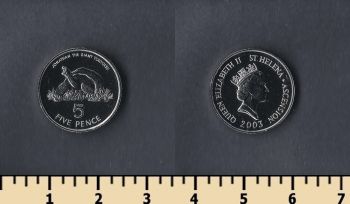 JONATHAN THE GIANT TORTOISE
5
FIVE PENCE
QUEEN ELIZABETH II ST. HELENA • ASCENSION
2003
1 2 3 4 5 6 7